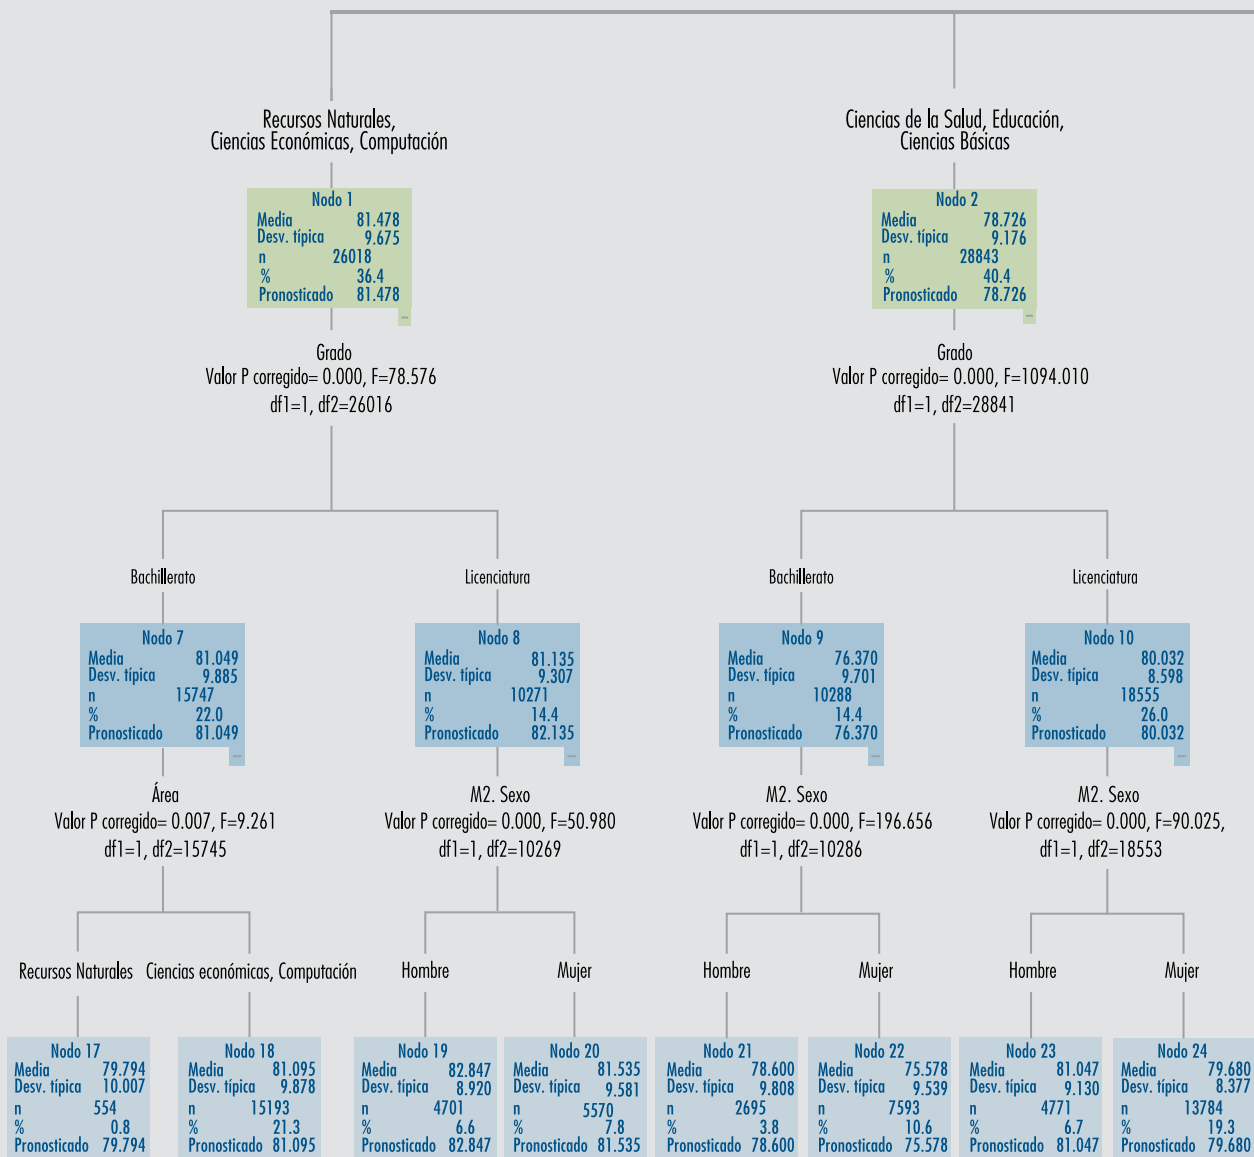 Recursos Naturales,
Ciencias Económicas, Computación
Nodo 1
Media 81.478
Desv. típica 9.675
n 26018
% 36.4
Pronosticado 81.478
Grado
Valor P corregido= 0.000, F=78.576
df1=1, df2=26016
Ciencias de la Salud, Educación,
Ciencias Básicas
Nodo 2
Media 78.726
Desv. típica 9.176
n 28843
% 40.4
Pronosticado 78.726
Grado
Valor P corregido= 0.000, F=1094.010
df1=1, df2=28841
Bachillerato
Nodo 7
Media 81.049
Desv. típica 9.885
n 15747
% 22.0
Pronosticado 81.049
Área
Valor P corregido= 0.007, F=9.261
df1=1, df2=15745
Licenciatura
Nodo 8
Media 81.135
Desv. típica 9.307
n 10271
% 14.4
Pronosticado 82.135
M2. Sexo
Valor P corregido= 0.000, F=50.980
df1=1, df2=10269
Bachillerato
Nodo 9
Media 76.370
Desv. típica 9.701
n 10288
% 14.4
Pronosticado 76.370
M2. Sexo
Valor P corregido= 0.000, F=196.656
df1=1, df2=10286
Licenciatura
Nodo 10
Media 80.032
Desv. típica 8.598
n 18555
% 26.0
Pronosticado 80.032
M2. Sexo
Valor P corregido= 0.000, F=90.025,
df1=1, df2=18553
Recursos Naturales
Nodo 17
Media 79.794
Desv. típica 10.007
n 554
% 0.8
Pronosticado 79.794
Ciencias económicas, Computación
Nodo 18
Media 81.095
Desv. típica 9.878
n 15193
% 21.3
Pronosticado 81.095
Hombre
Nodo 19
Media 82.847
Desv. típica 8.920
n 4701
% 6.6
Pronosticado 82.847
Mujer
Nodo 20
Media 81.535
Desv. típica 9.581
n 5570
% 7.8
Pronosticado 81.535
Hombre
Nodo 21
Media 78.600
Desv. típica 9.808
n 2695
% 3.8
Pronosticado 78.600
Mujer
Nodo 22
Media 75.578
Desv. típica 9.539
n 7593
% 10.6
Pronosticado 75.578
Hombre
Nodo 23
Media 81.047
Desv. típica 9.130
n 4771
% 6.7
Pronosticado 81.047
Mujer
Nodo 24
Media 79.680
Desv. típica 8.377
n 13784
% 19.3
Pronosticado 79.680